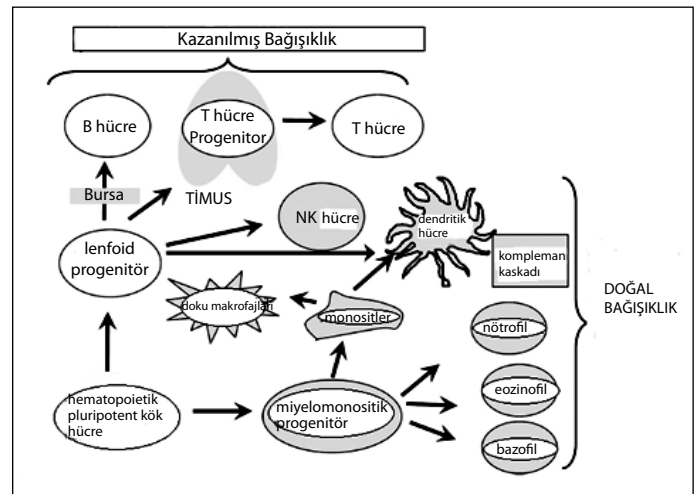 Kazanılmış Bağışıklık
B hücre
T hücre
Progenitor
T hücre
Bursa
TİMUS
NK hücre
dendritik
hücre
lenfoid
progenitör
kompleman
kaskadı
DOĞAL
BAĞIŞIKLIK
doku makrofajları
monositler
nötrofil
hematopoietik
pluripotent kök
hücre
miyelomonositik
progenitör
eozinofil
bazofil